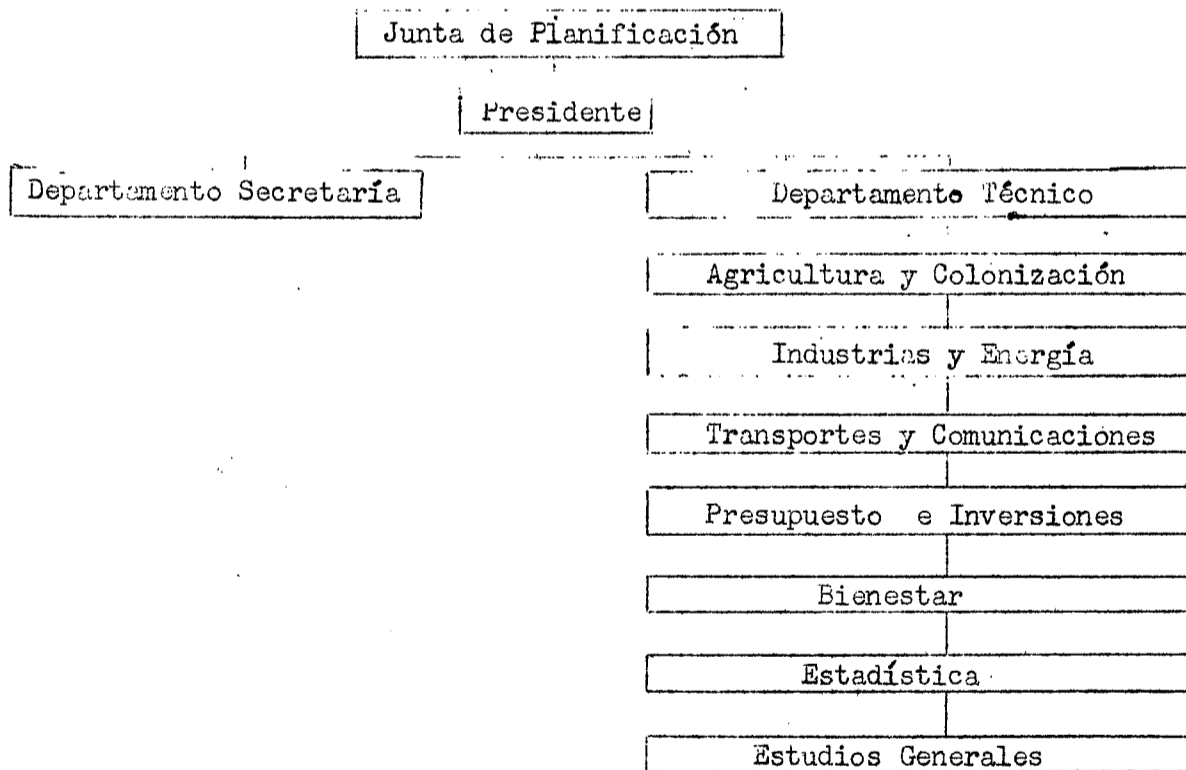 Junta de Planificación
Presidente
Departamento Secretaría
Departamento Técnico
Agricultura y Colonización
Industrias y Energía
Transportes y Comunicaciones
Presupuesto e Inversiones
Bienestar
Estadística
Estudios Generales